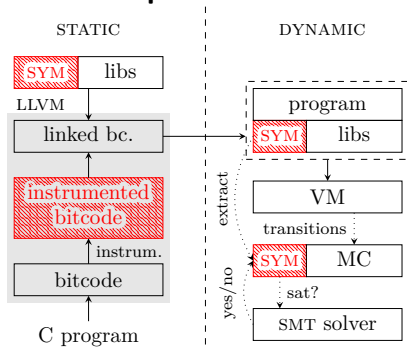 STATIC
DYNAMIC
SYM libs
LLVM
linked bc.
instrumented
bitcode
instrum.
bitcode
C program
program
SYM libs
extract
VM
transitions
SYM MC
yes/no
sat?
SMT solver